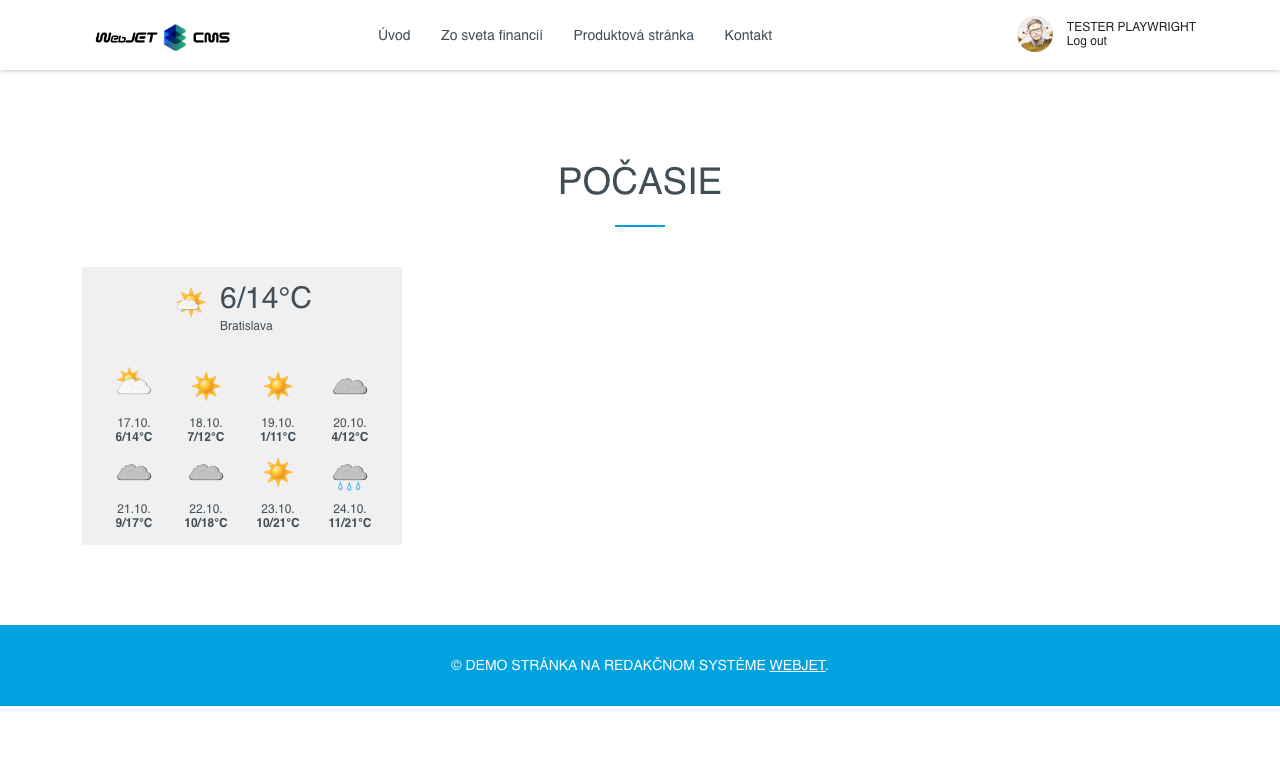 WebJET CMS
Úvod Zo sveta financií Produktová stránka Kontakt
TESTER PLAYWRIGHT
Log out
POČASIE
6/14°C
Bratislava
17.10. 18.10. 19.10. 20.10.
6/14°C 7/12°C 1/11°C 4/12°C
21.10. 22.10. 23.10. 24.10.
9/17°C 10/18°C 10/21°C 11/21°C
© DEMO STRÁNKA NA REDAKČNOM SYSTÉME WEBJET.